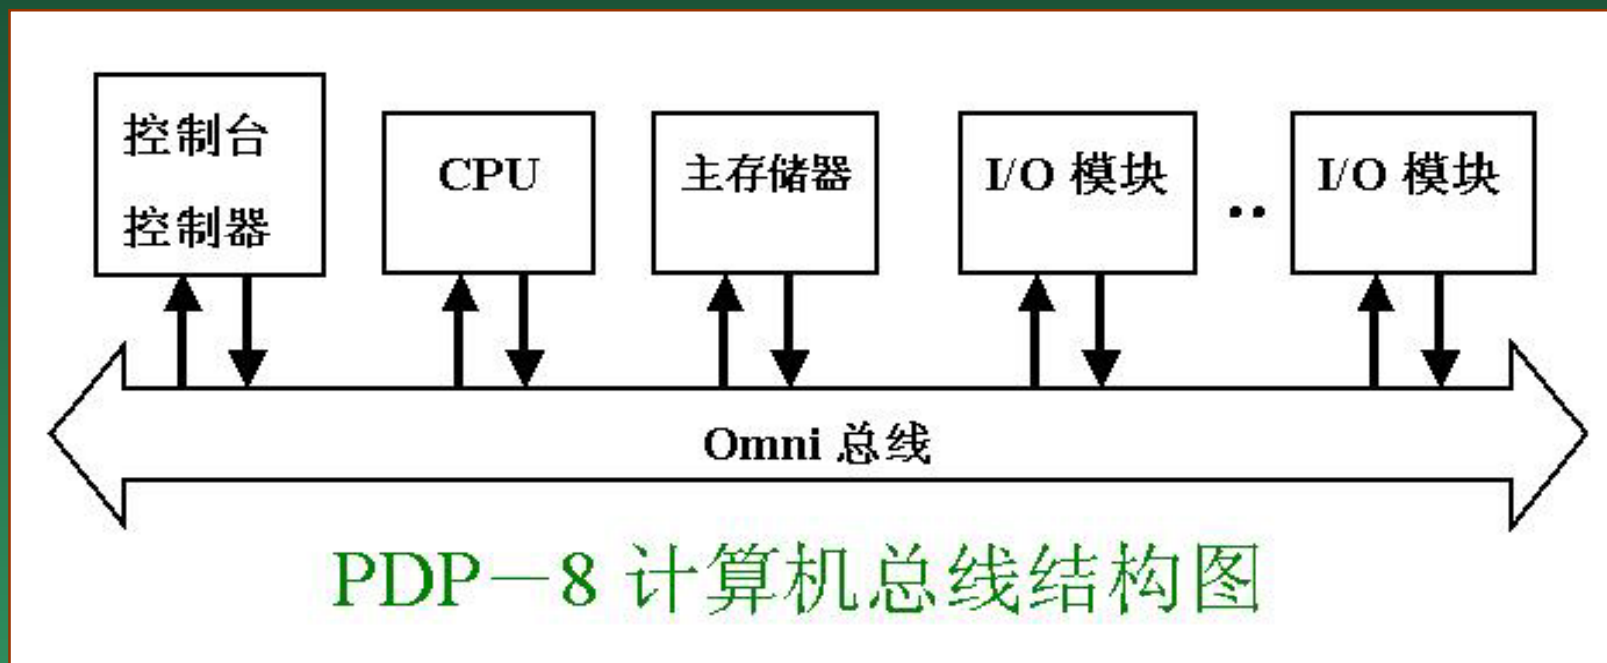 控制台
控制器
CPU
主存储器
I/O 模块
··
I/O 模块
Omni 总线
PDP－8 计算机总线结构图